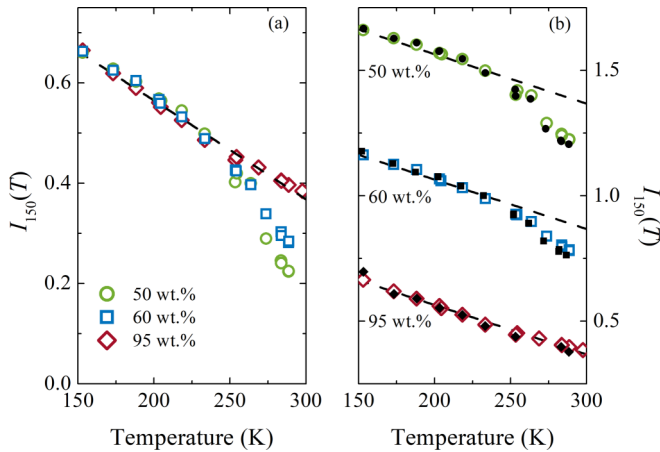 (a)
0.6
0.4
0.2
0.0
I150(T)
50 wt.%
60 wt.%
95 wt.%
150 200 250 300
Temperature (K)
(b)
50 wt.%
60 wt.%
95 wt.%
1.5
1.0
0.5
I150(T)
150 200 250 300
Temperature (K)